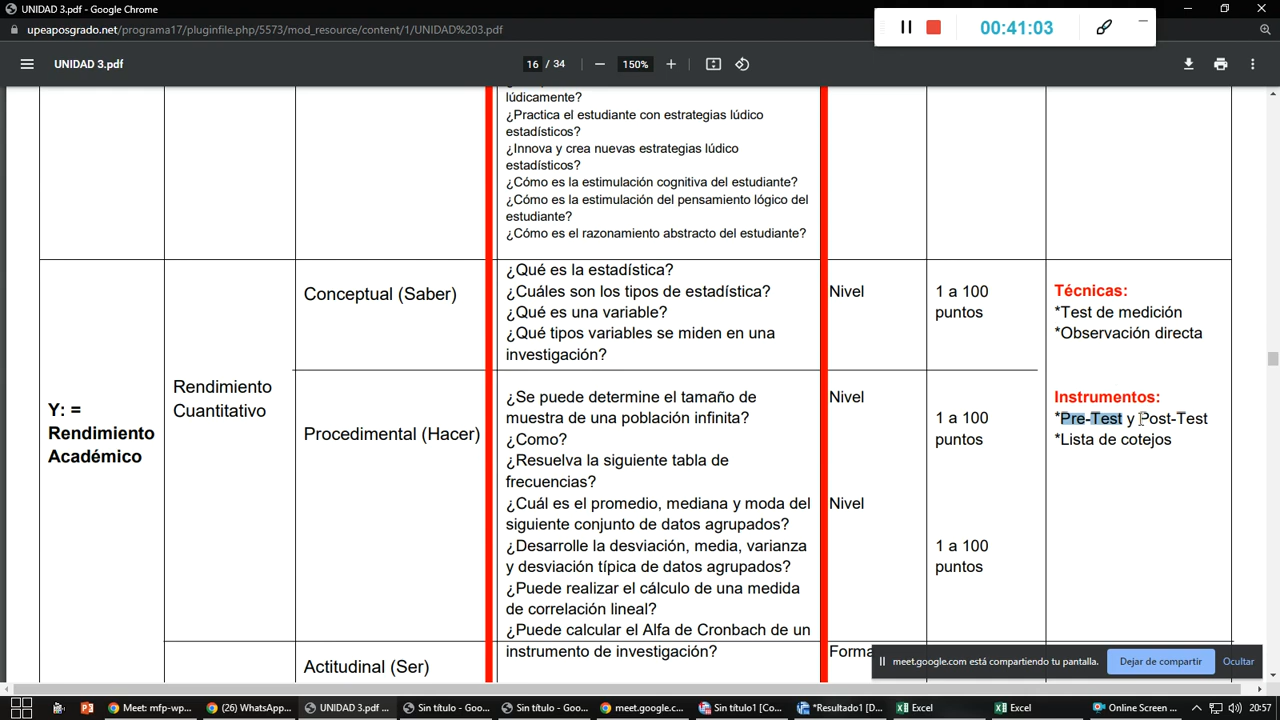 UNIDAD 3.pdf - Google Chrome
upeaposgrado.net/programa17/pluginfile.php/5573/mod_resource/content/1/UNIDAD%203.pdf
00:41:03
UNIDAD 3.pdf
16 / 34
150%
lúdicamente?
¿Practica el estudiante con estrategias lúdico
estadísticos?
¿Innova y crea nuevas estrategias lúdico
estadísticos?
¿Cómo es la estimulación cognitiva del estudiante?
¿Cómo es la estimulación del pensamiento lógico del
estudiante?
¿Cómo es el razonamiento abstracto del estudiante?
Y: =
Rendimiento
Académico
Rendimiento
Cuantitativo
Conceptual (Saber)
¿Qué es la estadística?
¿Cuáles son los tipos de estadística?
¿Qué es una variable?
¿Qué tipos variables se miden en una
investigación?
Nivel
1 a 100
puntos
Técnicas:
*Test de medición
*Observación directa
Procedimental (Hacer)
¿Se puede determine el tamaño de
muestra de una población infinita?
¿Como?
¿Resuelva la siguiente tabla de
frecuencias?
¿Cuál es el promedio, mediana y moda del
siguiente conjunto de datos agrupados?
¿Desarrolle la desviación, media, varianza
y desviación típica de datos agrupados?
¿Puede realizar el cálculo de una medida
de correlación lineal?
¿Puede calcular el Alfa de Cronbach de un
instrumento de investigación?
Nivel
Nivel
1 a 100
puntos
1 a 100
puntos
Instrumentos:
*Pre-Test y Post-Test
*Lista de cotejos
Actitudinal (Ser)
Forma
meet.google.com está compartiendo tu pantalla.
Dejar de compartir
Ocultar
Meet: mfp-wp...
(26) WhatsApp...
UNIDAD 3.pdf ...
Sin título - Goo...
Sin título - Goo...
meet.google.c...
Sin título1 [Con...
*Resultado1 [D...
Excel
Excel
Online Screen ...
20:57